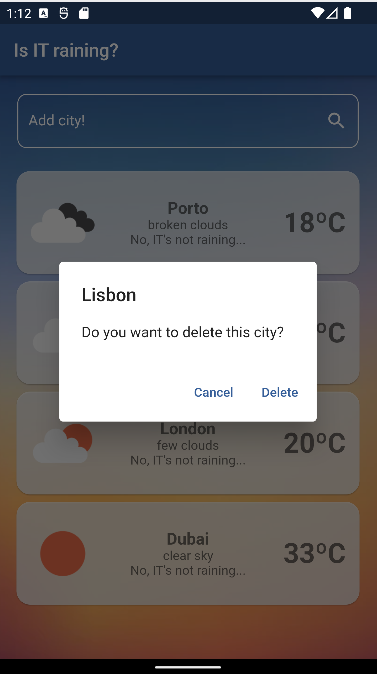 1:12
Is IT raining?
Add city!
Porto
broken clouds
No, IT's not raining...
18ºC
Lisbon
Do you want to delete this city?
Cancel
Delete
ºC
London
few clouds
No, IT's not raining...
20ºC
Dubai
clear sky
No, IT's not raining...
33ºC